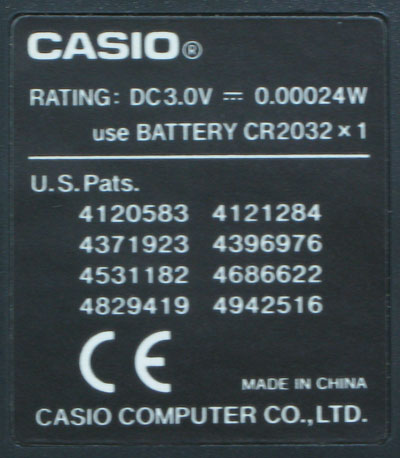 CASIO®
RATING: DC3.0V ⎓ 0.00024W
use BATTERY CR2032 × 1
U.S. Pats.
4120583 4121284
4371923 4396976
4531182 4686622
4829419 4942516
CE
MADE IN CHINA
CASIO COMPUTER CO.,LTD.